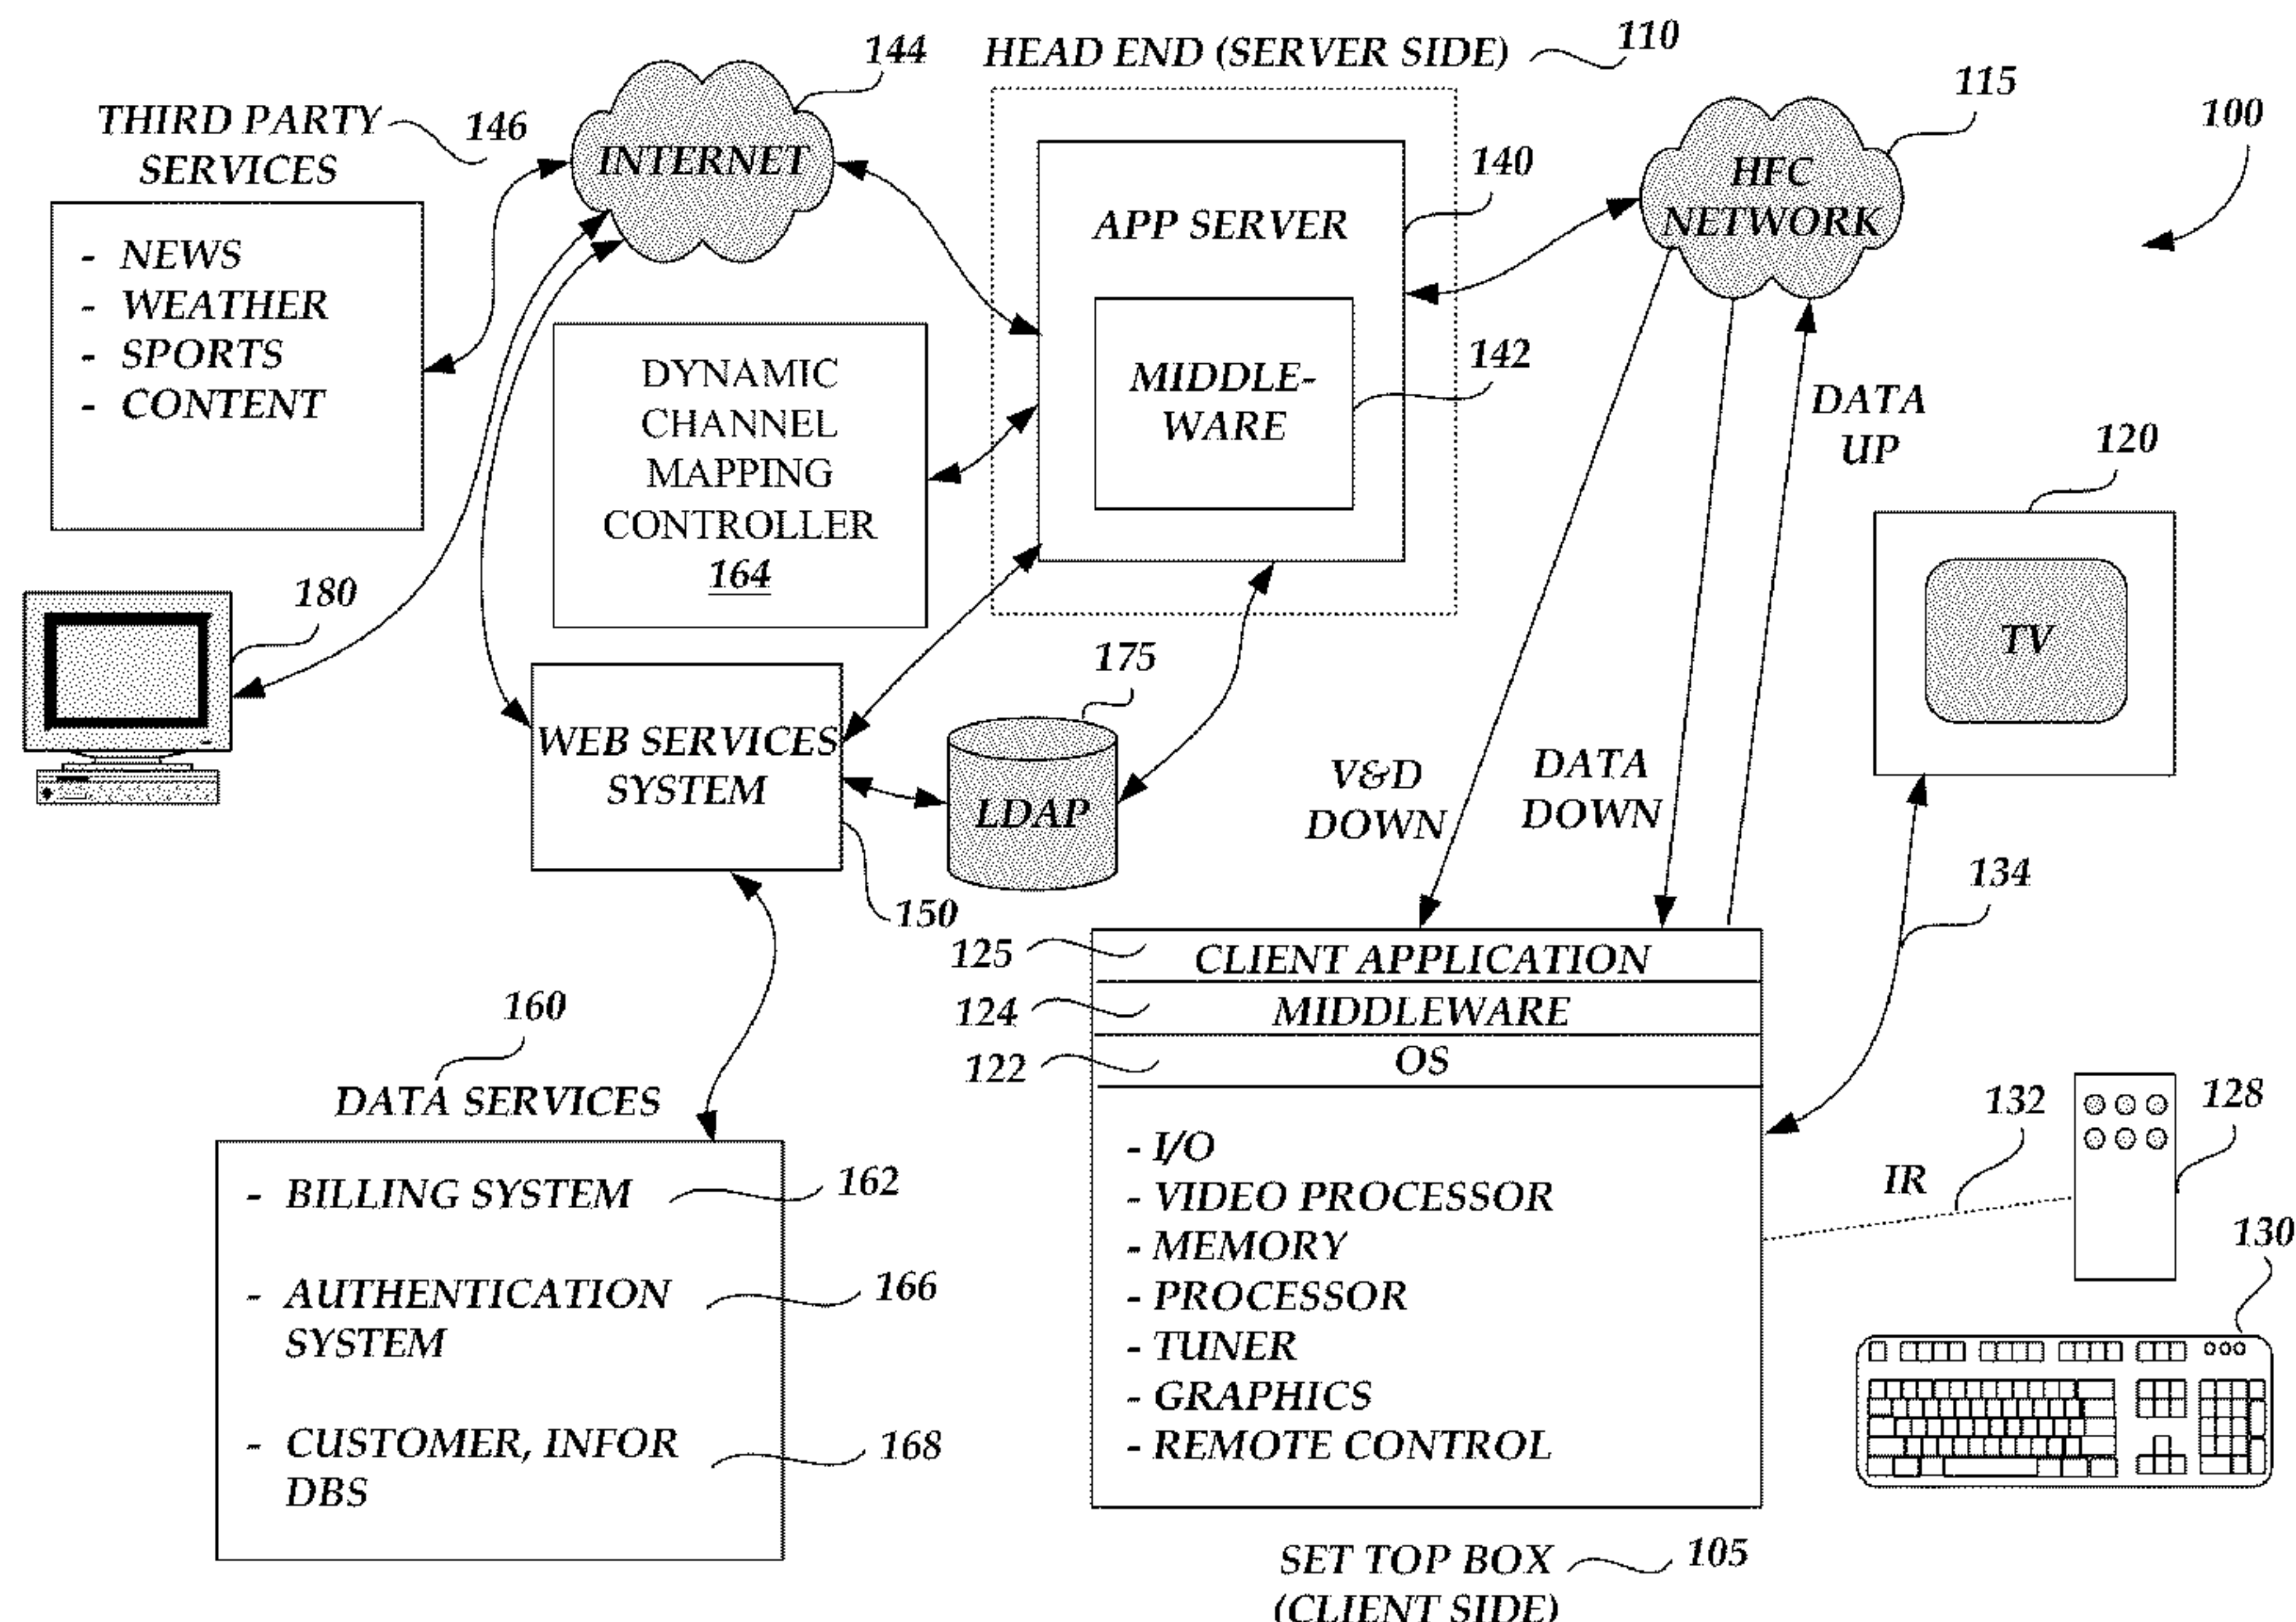 144
HEAD END (SERVER SIDE)
110
115
100
THIRD PARTY
SERVICES
146
INTERNET
HFC
NETWORK
- NEWS
- WEATHER
- SPORTS
- CONTENT
APP SERVER
140
MIDDLE-
WARE
142
DYNAMIC
CHANNEL
MAPPING
CONTROLLER
164
DATA
UP
120
TV
180
175
WEB SERVICES
SYSTEM
LDAP
V&D
DOWN
DATA
DOWN
134
150
125
CLIENT APPLICATION
124
MIDDLEWARE
122
OS
160
DATA SERVICES
- BILLING SYSTEM
162
- AUTHENTICATION
SYSTEM
166
- CUSTOMER, INFOR
DBS
168
- I/O
- VIDEO PROCESSOR
- MEMORY
- PROCESSOR
- TUNER
- GRAPHICS
- REMOTE CONTROL
IR
132
128
130
SET TOP BOX
(CLIENT SIDE)
105